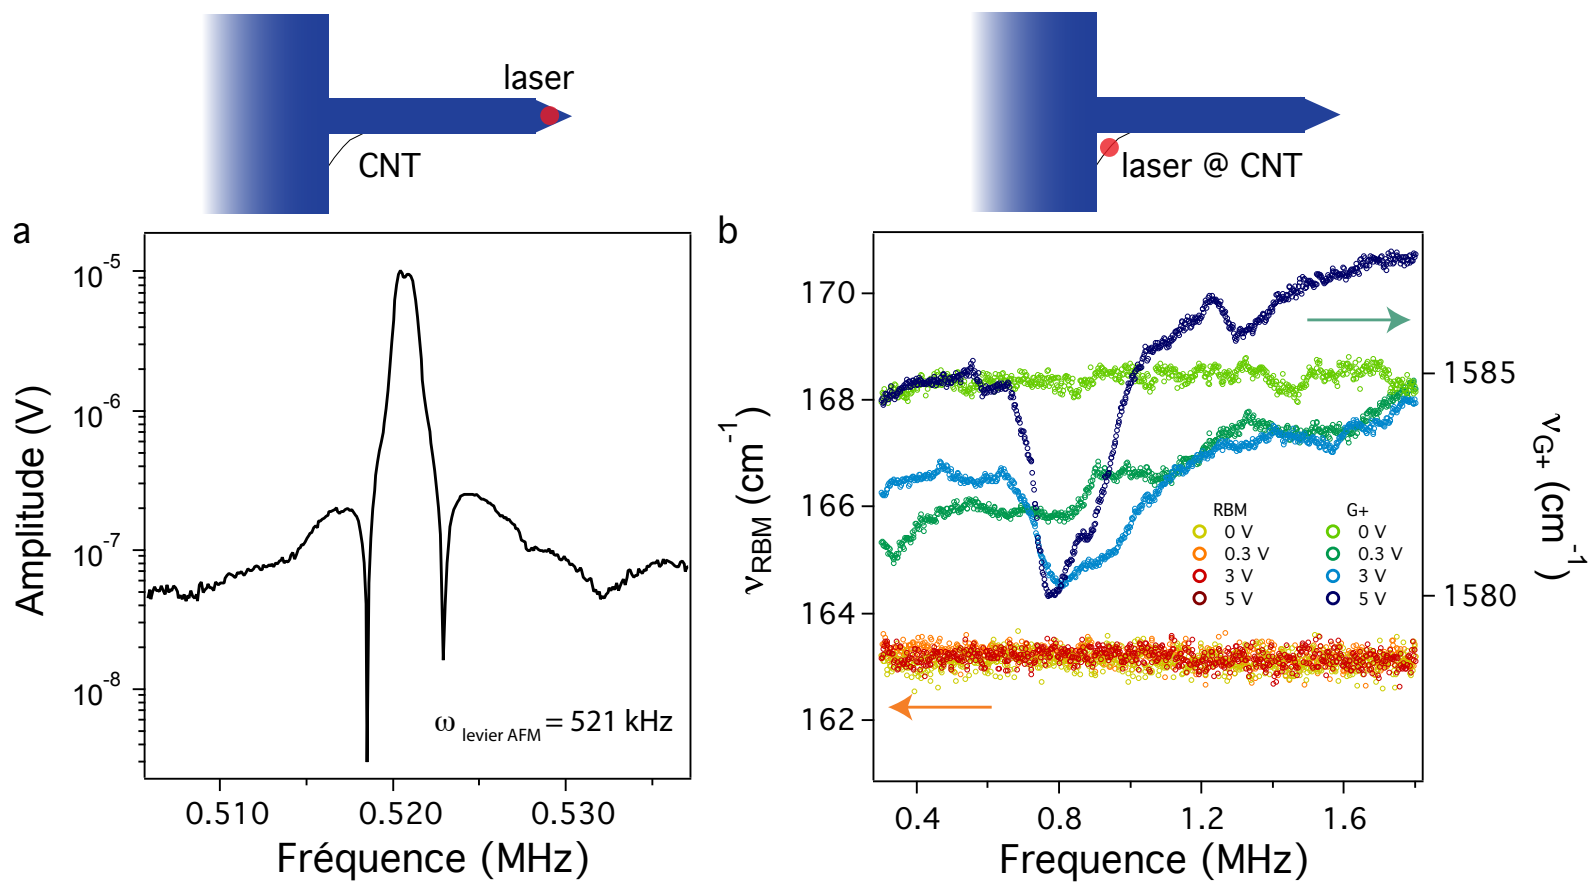 laser
CNT
laser @ CNT
a
10-5
10-6
10-7
10-8
Amplitude (V)
ω levier AFM = 521 kHz
0.510
0.520
0.530
Fréquence (MHz)
b
170
168
166
164
162
νRBM (cm-1)
1585
1580
νG+ (cm-1)
RBM
0 V
0.3 V
3 V
5 V
G+
0 V
0.3 V
3 V
5 V
0.4
0.8
1.2
1.6
Frequence (MHz)